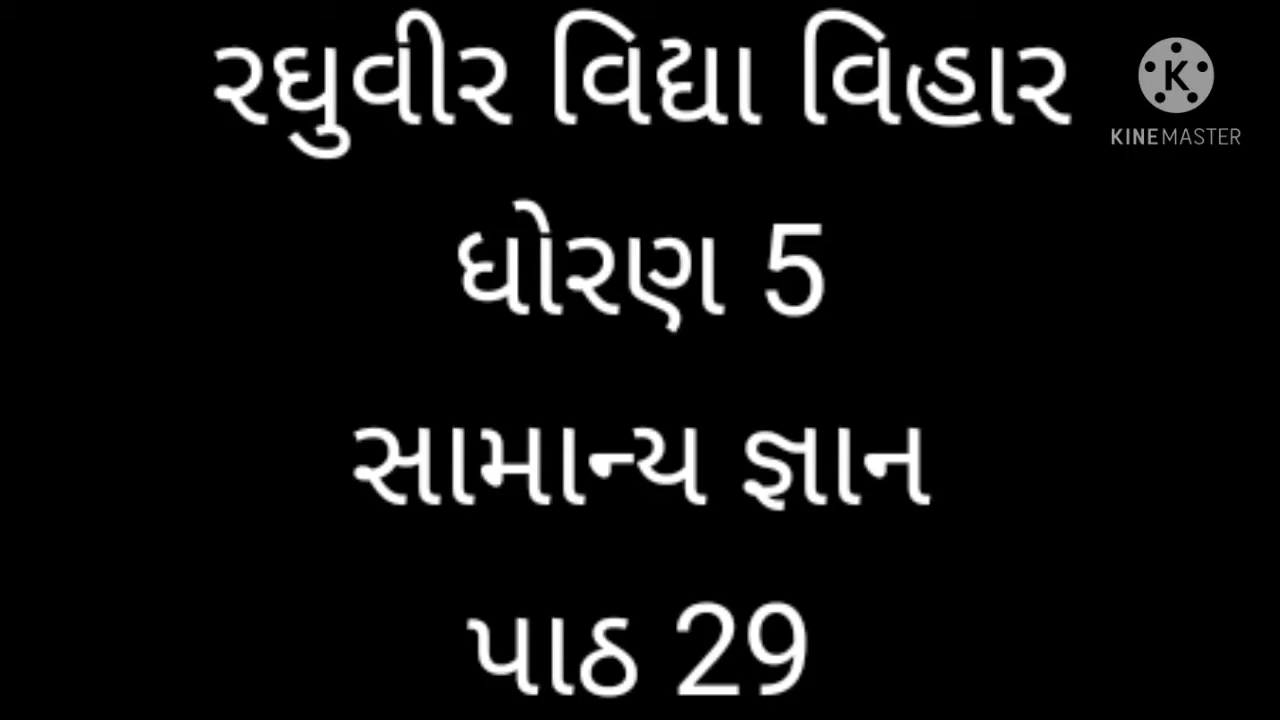 રઘુવીર વિદ્યા વિહાર
K
KINEMASTER
ધોરણ 5
સામાન્ય જ્ઞાન
પાઠ 29